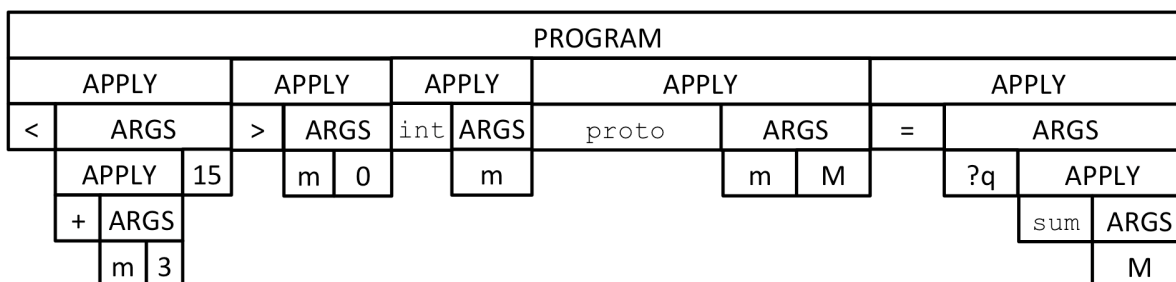 PROGRAM
APPLY APPLY APPLY APPLY APPLY
< ARGS > ARGS int ARGS proto ARGS = ARGS
APPLY 15 m 0 m m M ?q APPLY
+ ARGS sum ARGS
m 3 M